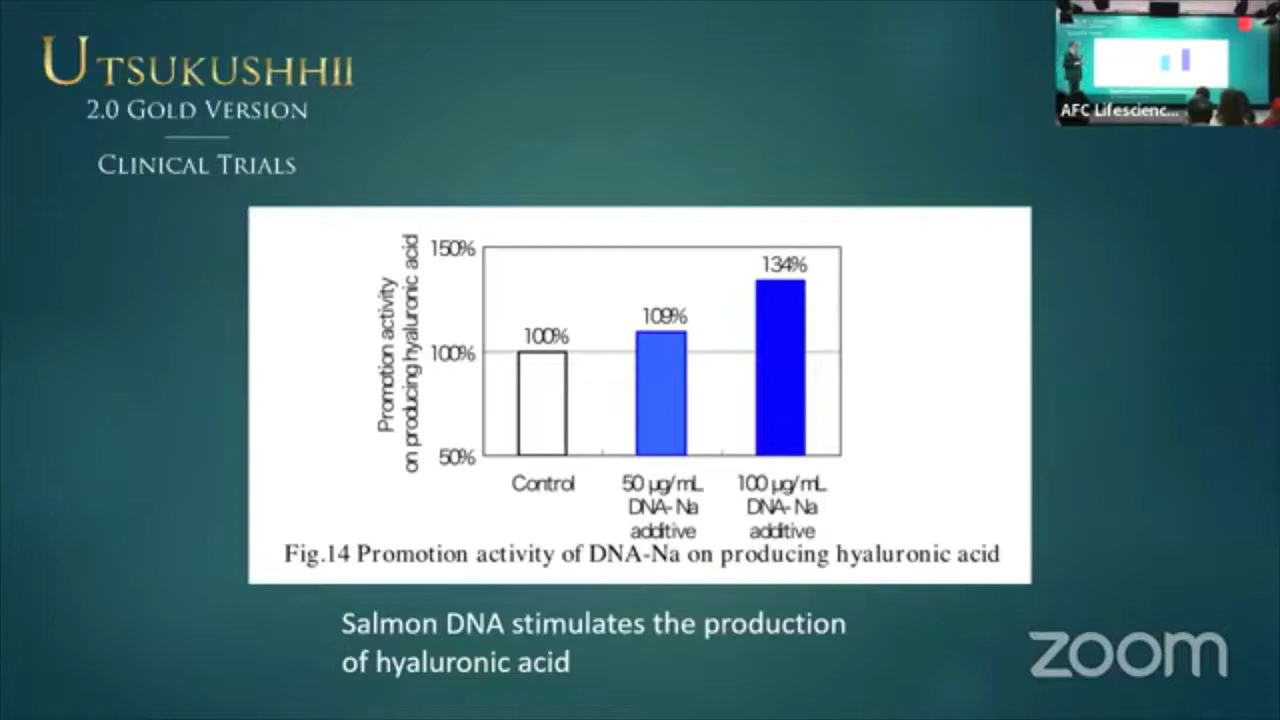 UTSUKUSHHII
2.0 GOLD VERSION
CLINICAL TRIALS
AFC Lifescienc...
Promotion activity
on producing hyaluronic acid
150%
100%
50%
100%
109%
134%
Control
50 µg/mL
DNA-Na
additive
100 µg/mL
DNA-Na
additive
Fig.14 Promotion activity of DNA-Na on producing hyaluronic acid
Salmon DNA stimulates the production
of hyaluronic acid
zoom